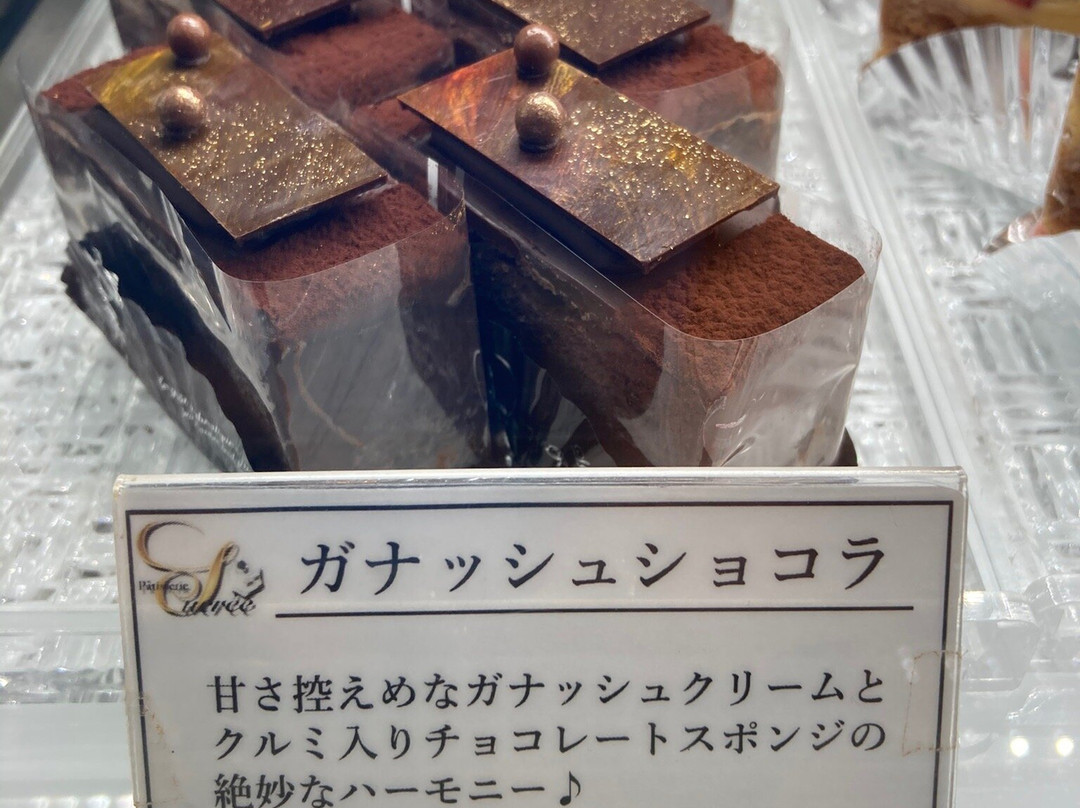 ガナッシュショコラ
Pâtisserie
甘さ控えめなガナッシュクリームと
クルミ入りチョコレートスポンジの
絶妙なハーモニー♪